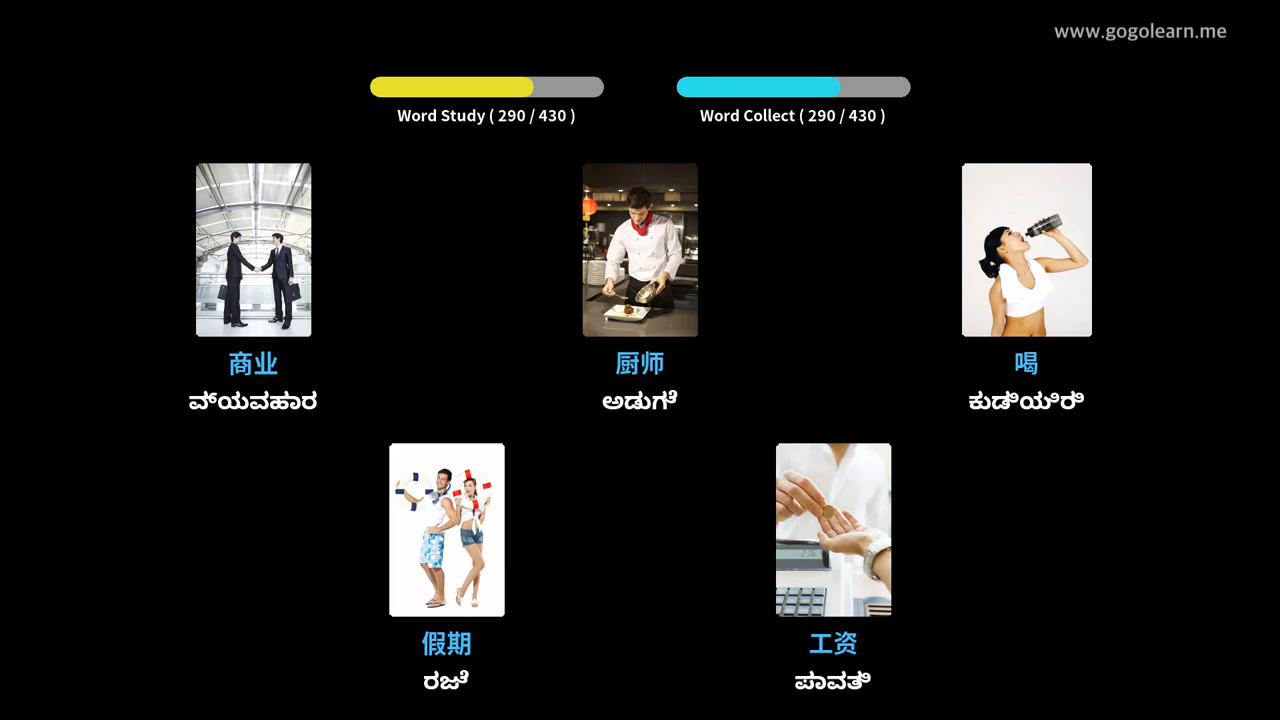 www.gogolearn.me
Word Study ( 290 / 430 )
Word Collect ( 290 / 430 )
商业
ವ್ಯವಹಾರ
厨师
ಅಡುಗೆ
喝
ಕುಡಿಯಿರಿ
假期
ರಜೆ
工资
ಪಾವತಿ